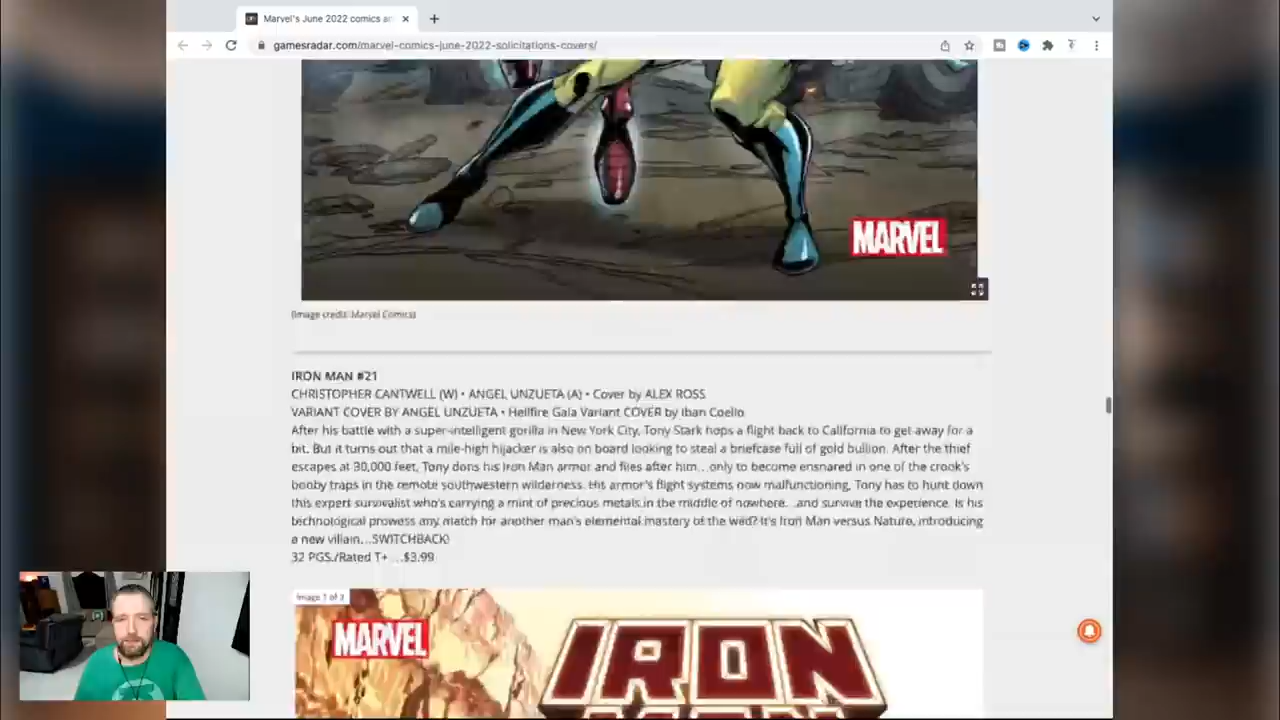 Marvel's June 2022 comics an
gamesradar.com/marvel-comics-june-2022-solicitations-covers/
MARVEL
(Image credit: Marvel Comics)
IRON MAN #21
CHRISTOPHER CANTWELL (W) • ANGEL UNZUETA (A) • Cover by ALEX ROSS
VARIANT COVER BY ANGEL UNZUETA • Hellfire Gala Variant COVER by Iban Coello
After his battle with a super-intelligent gorilla in New York City, Tony Stark hops a flight back to California to get away for a
bit. But it turns out that a mile-high hijacker is also on board looking to steal a briefcase full of gold bullion. After the thief
escapes at 30,000 feet, Tony dons his Iron Man armor and flies after him…only to become ensnared in one of the crook's
booby traps in the remote southwestern wilderness. His armor's flight systems now malfunctioning, Tony has to hunt down
this expert survivalist who's carrying a mint of precious metals in the middle of nowhere…and survive the experience. Is his
technological prowess any match for another man's elemental mastery of the wild? It's Iron Man versus Nature, introducing
a new villain…SWITCHBACK!
32 PGS./Rated T+ …$3.99
Image 1 of 3
MARVEL
IRON
MAN